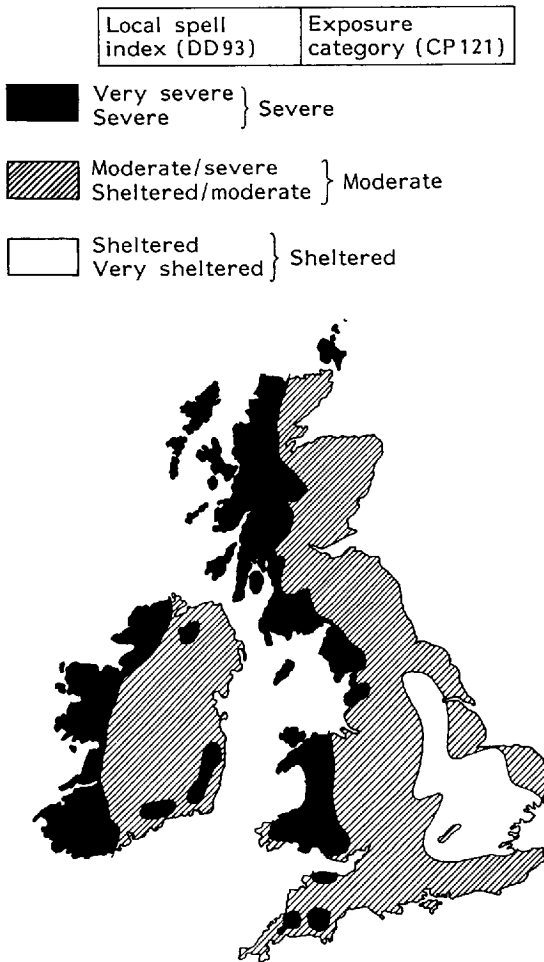 Local spell index (DD93)
Exposure category (CP121)
Very severe
Severe
Severe
Moderate/severe
Sheltered/moderate
Moderate
Sheltered
Very sheltered
Sheltered